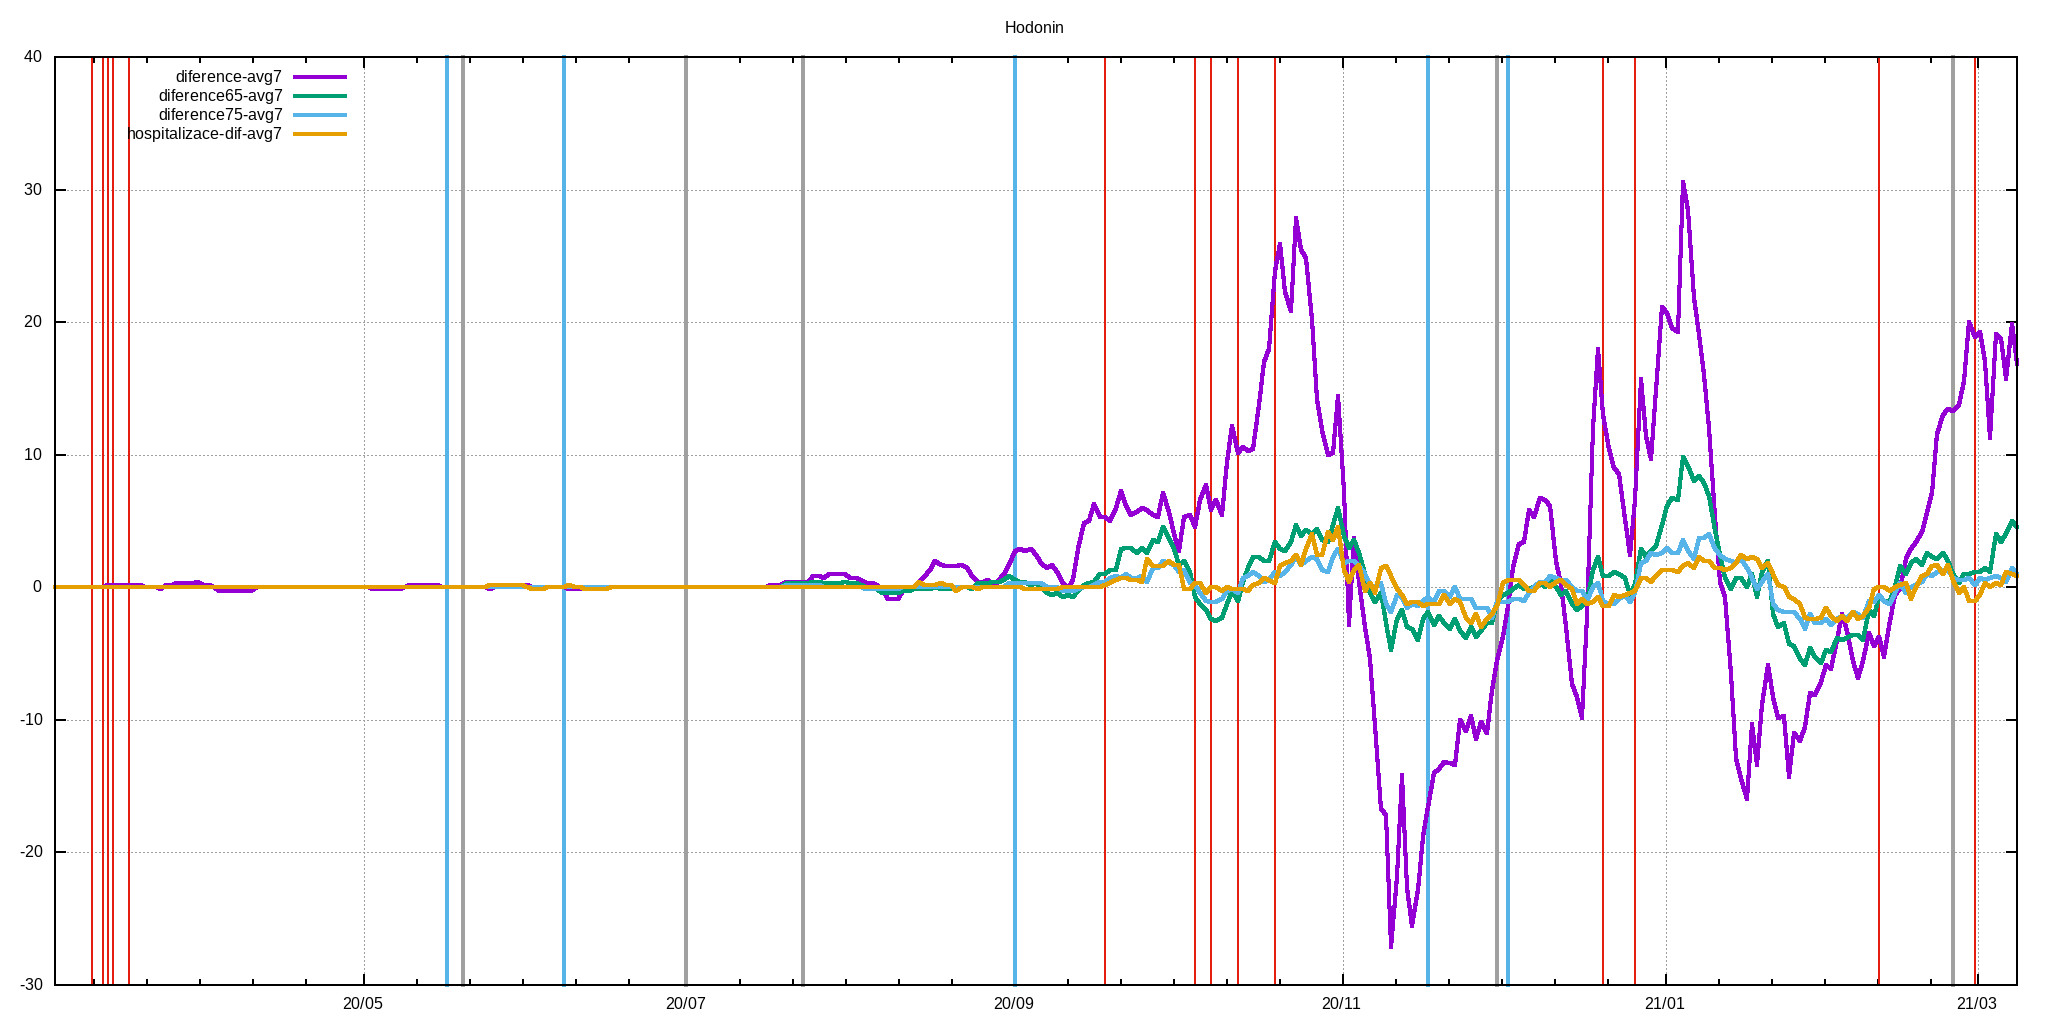 Hodonin
40
diference-avg7
diference65-avg7
diference75-avg7
hospitalizace-dif-avg7
30
20
10
0
-10
-20
-30
20/05 20/07 20/09 20/11 21/01 21/03